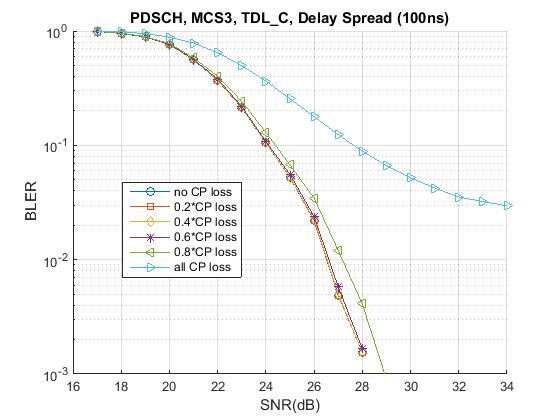 PDSCH, MCS3, TDL_C, Delay Spread (100ns)
10^0
10^-1
10^-2
10^-3
BLER
no CP loss
0.2*CP loss
0.4*CP loss
0.6*CP loss
0.8*CP loss
all CP loss
16 18 20 22 24 26 28 30 32 34
SNR(dB)